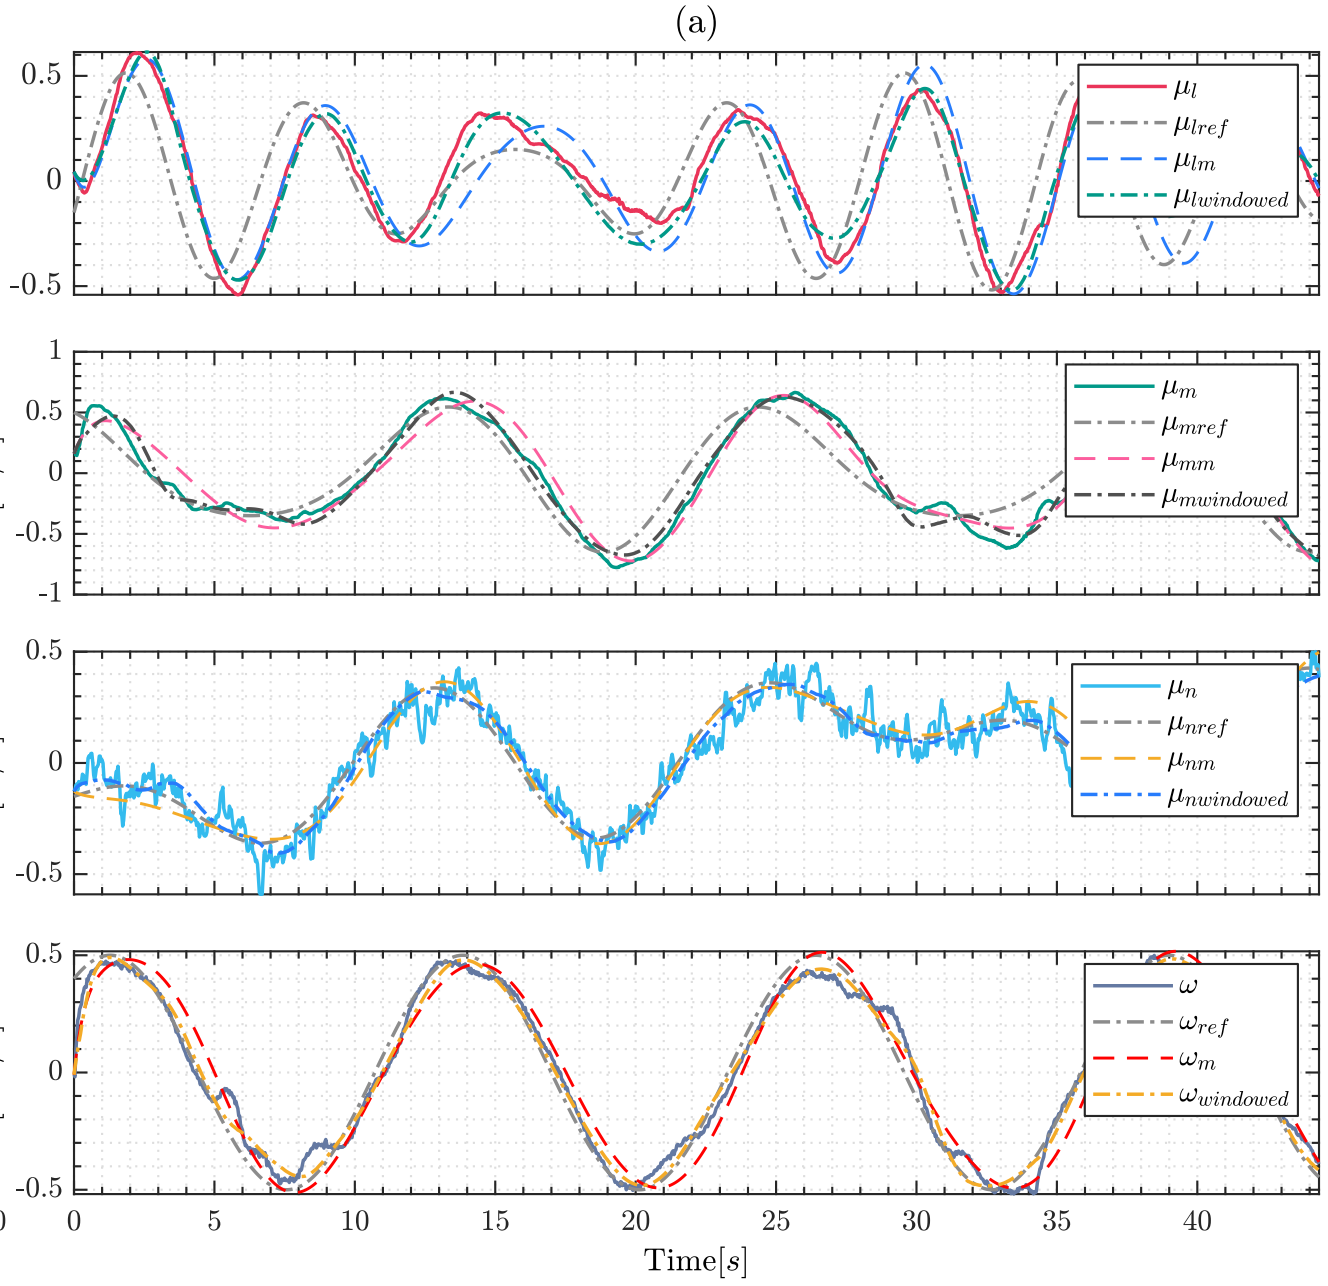 (a)
0.5
0
-0.5
μl
μlref
μlm
μlwindowed
1
0.5
0
-0.5
-1
μm
μmref
μmm
μmwindowed
0.5
0
-0.5
μn
μnref
μnm
μnwindowed
0.5
0
-0.5
ω
ωref
ωm
ωwindowed
0 5 10 15 20 25 30 35 40
Time[s]